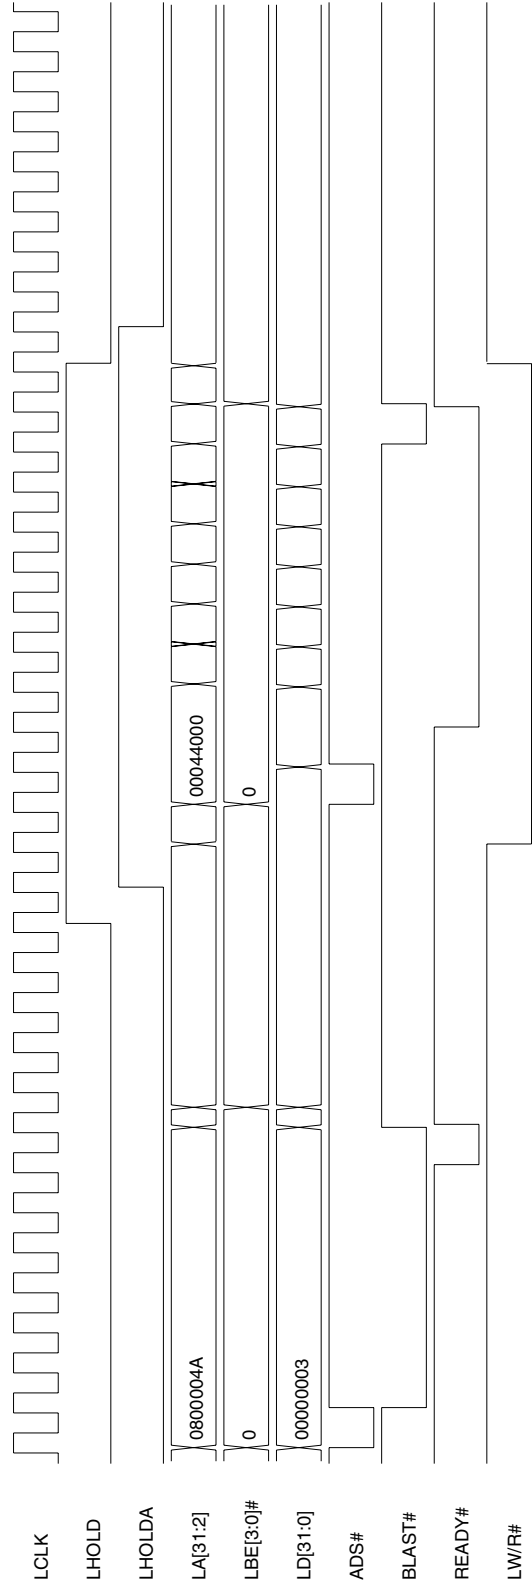 LCLK
LHOLD
LHOLDA
LA[31:2] 0800004A 00044000
LBE[3:0]# 0 0
LD[31:0] 00000003
ADS#
BLAST#
READY#
LW/R#